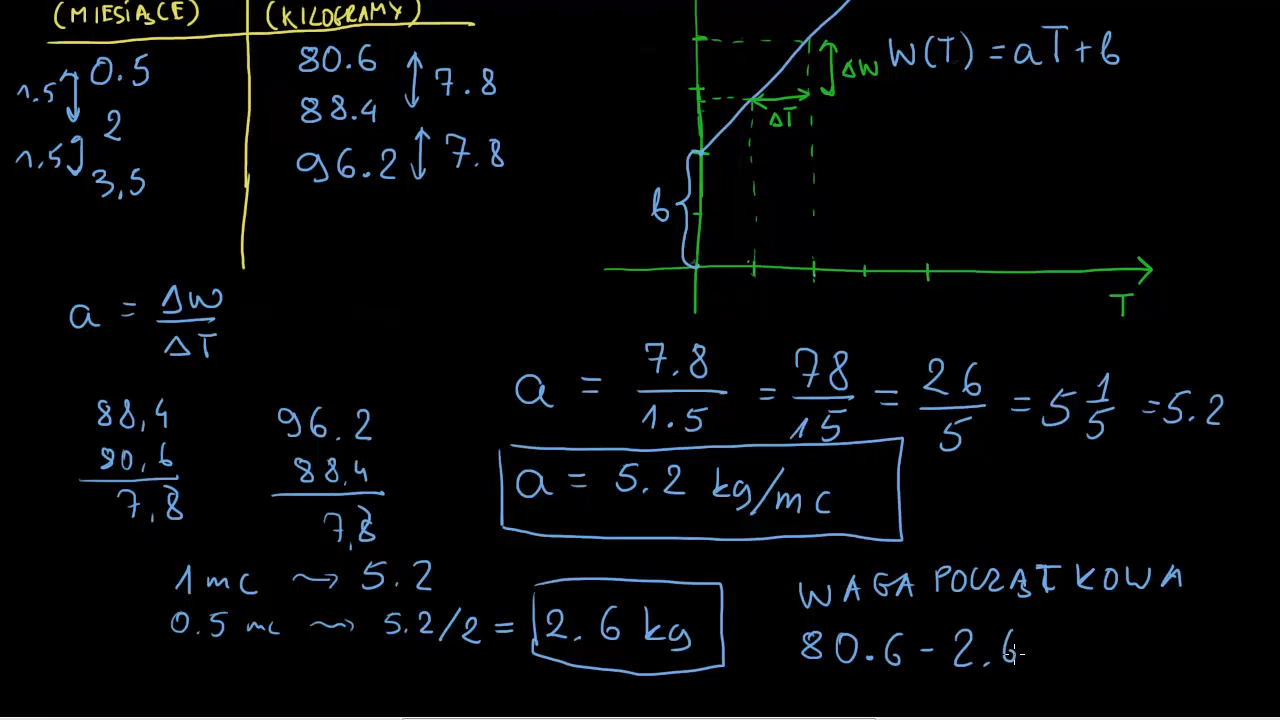 (MIESIĄCE) (KILOGRAMY)
0.5 80.6
1.5 7.8
2 88.4
1.5 7.8
3,5 96.2
W(T) = aT + b
ΔW
ΔT
b
T
a = ΔW / ΔT
a = 7.8 / 1.5 = 78 / 15 = 26 / 5 = 5 1/5 = 5.2
88,4
80,6
7,8
96.2
88,4
7,8
a = 5.2 kg/mc
1 mc ⇝ 5.2
0.5 mc ⇝ 5.2/2 = 2.6 kg
WAGA POCZĄTKOWA
80.6 - 2.6